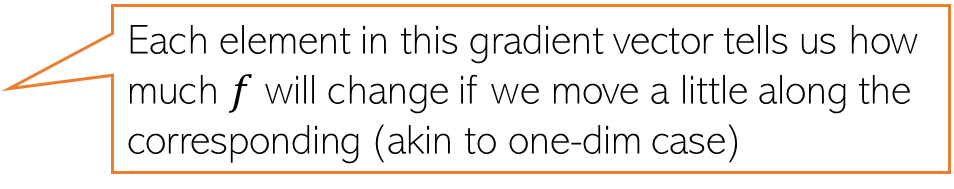 Each element in this gradient vector tells us how
much f will change if we move a little along the
corresponding (akin to one-dim case)